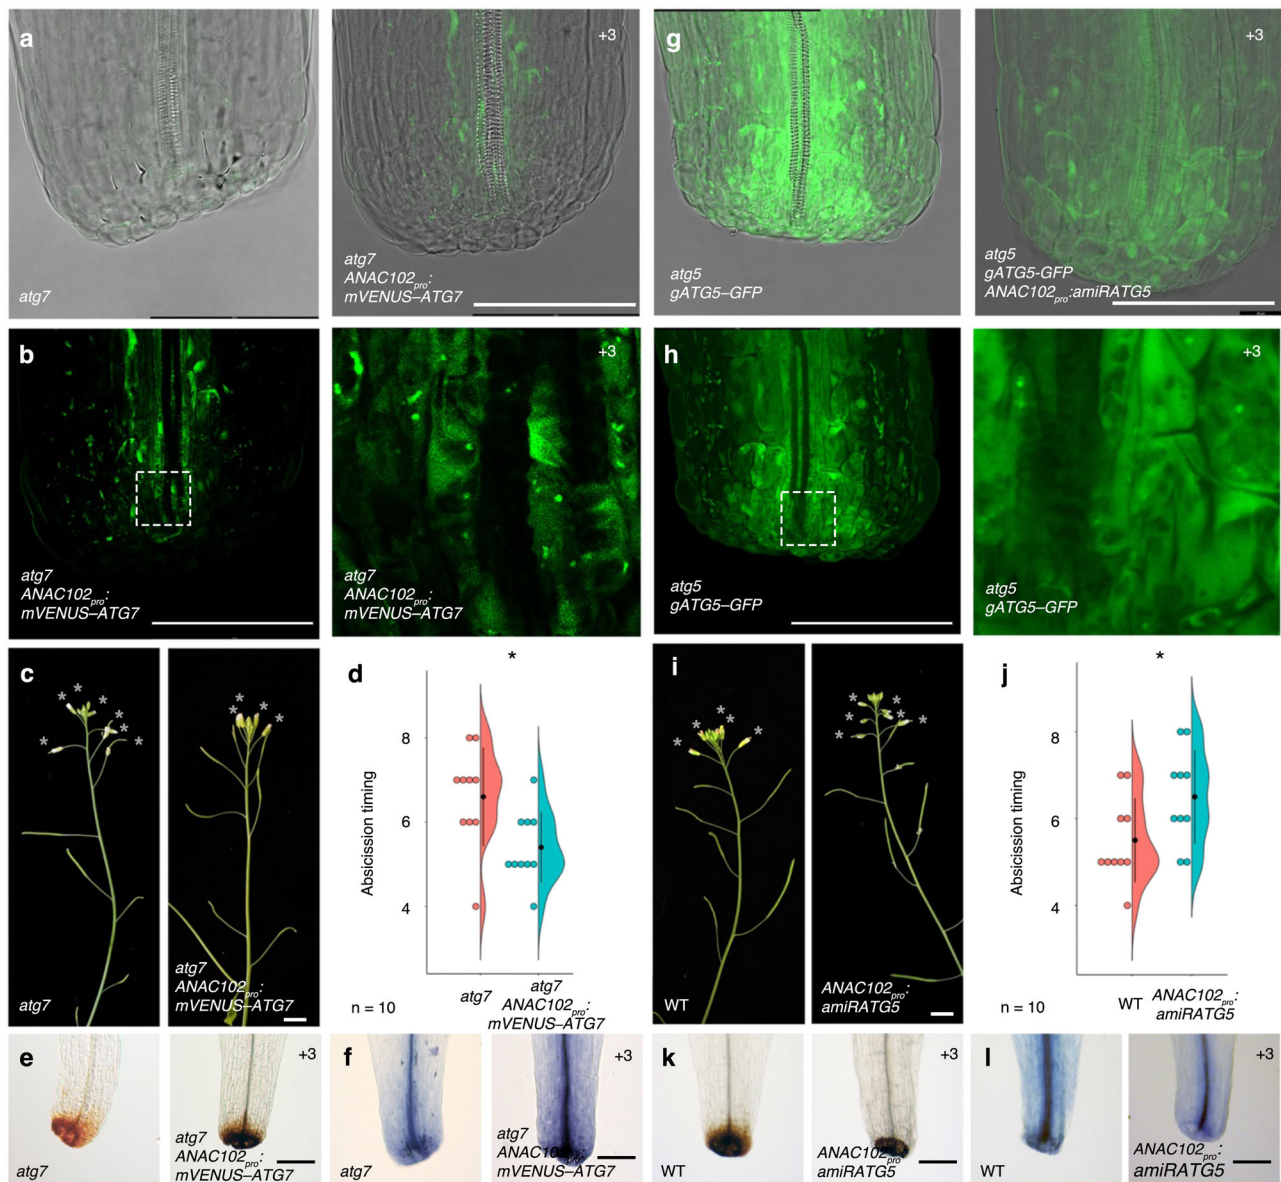 a
atg7
+3
atg7
ANAC102pro:
mVENUS–ATG7
g
atg5
gATG5–GFP
+3
atg5
gATG5-GFP
ANAC102pro:amiRATG5
b
atg7
ANAC102pro:
mVENUS–ATG7
+3
atg7
ANAC102pro:
mVENUS–ATG7
h
atg5
gATG5–GFP
+3
atg5
gATG5–GFP
c
* * * * * * *
atg7
* * * *
atg7
ANAC102pro:
mVENUS–ATG7
d
*
Absicission timing
8
6
4
n = 10
atg7
atg7
ANAC102pro:
mVENUS–ATG7
i
* * * * *
WT
* * * * * *
ANAC102pro:
amiRATG5
j
*
Absicission timing
8
6
4
n = 10
WT
ANAC102pro:
amiRATG5
e
atg7
+3
atg7
ANAC102pro:
mVENUS–ATG7
f
atg7
+3
atg7
ANAC102pro:
mVENUS–ATG7
k
WT
+3
ANAC102pro:
amiRATG5
l
WT
+3
ANAC102pro:
amiRATG5